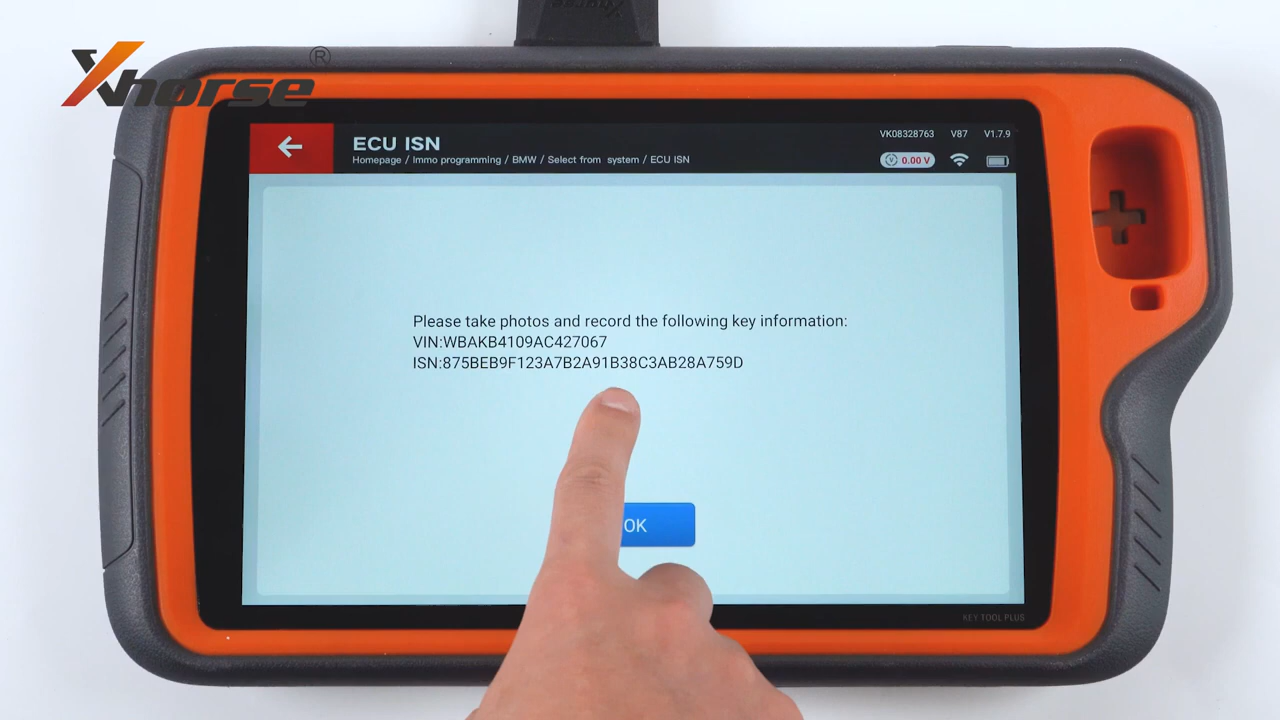 Xhorse®
ECU ISN
Homepage / Immo programming / BMW / Select from system / ECU ISN
VK08328763 V87 V1.7.9
0.00 V
Please take photos and record the following key information:
VIN:WBAKB4109AC427067
ISN:875BEB9F123A7B2A91B38C3AB28A759D
OK
KEY TOOL PLUS